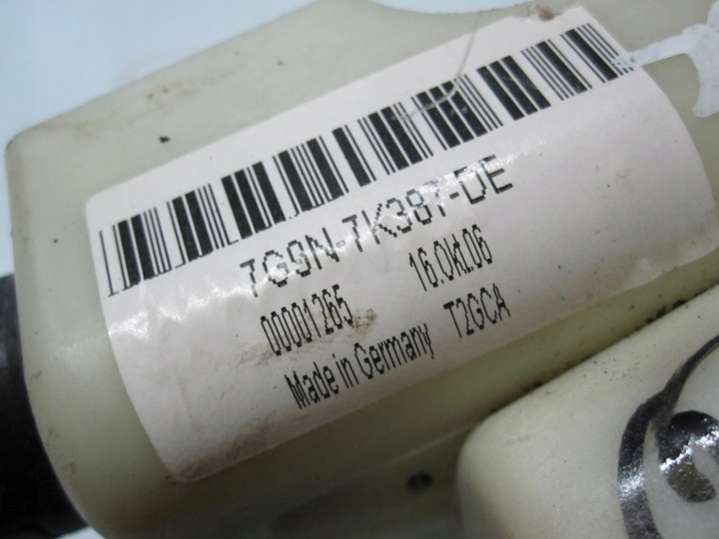 7G9N-7K387-DE
00001265 16.Okt.06
Made in Germany T2GCA